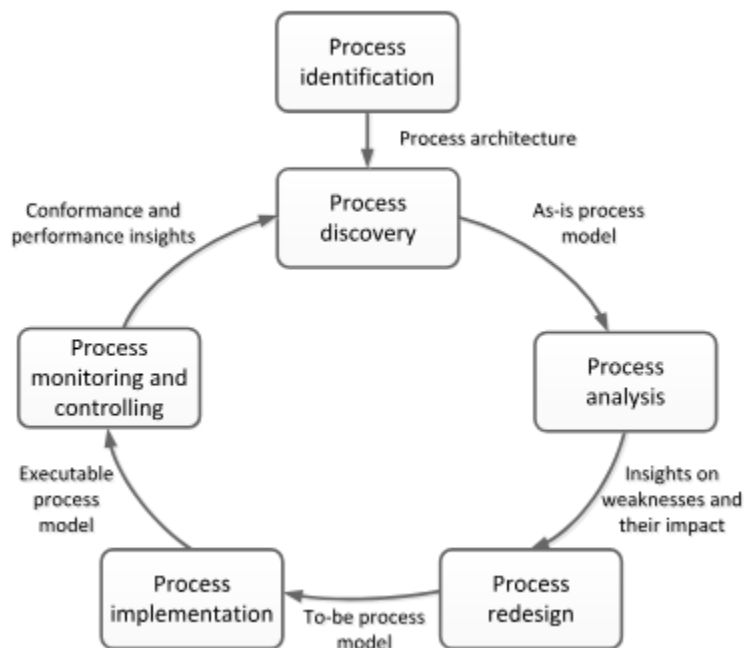 Process
identification
Process architecture
Process
discovery
Conformance and
performance insights
As-is process
model
Process
monitoring and
controlling
Process
analysis
Executable
process
model
Insights on
weaknesses and
their impact
Process
implementation
To-be process
model
Process
redesign